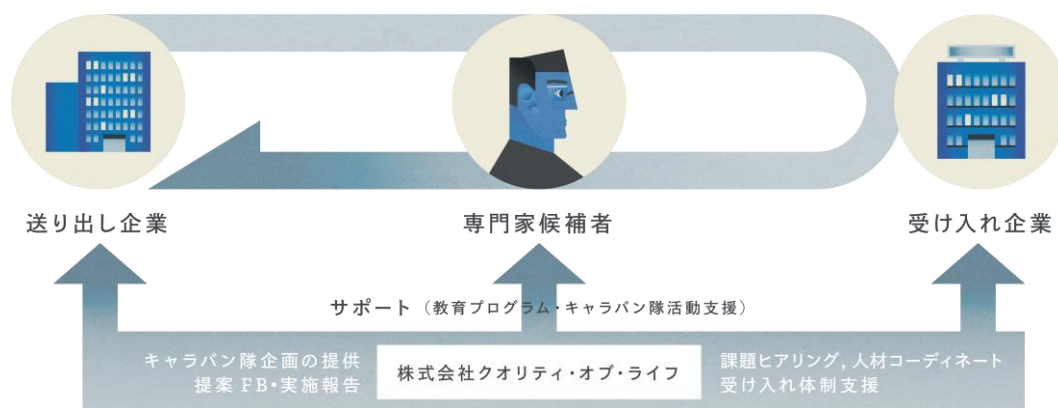 送り出し企業
専門家候補者
受け入れ企業
サポート（教育プログラム・キャラバン隊活動支援）
キャラバン隊企画の提供
提案FB・実施報告
株式会社クオリティ・オブ・ライフ
課題ヒアリング,人材コーディネート
受け入れ体制支援